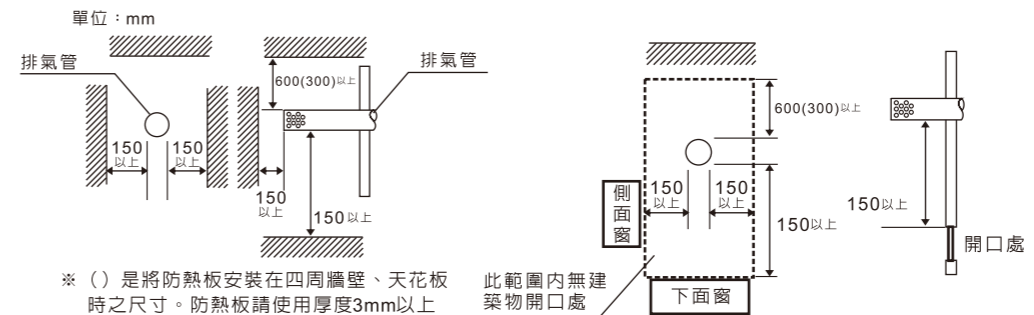 單位：mm
排氣管
排氣管
600(300)以上
150
以上
150
以上
150
以上
150以上
※（）是將防熱板安裝在四周牆壁、天花板
時之尺寸。防熱板請使用厚度3mm以上
600(300)以上
側面窗
150
以上
150
以上
150以上
此範圍内無建
築物開口處
下面窗
150以上
開口處